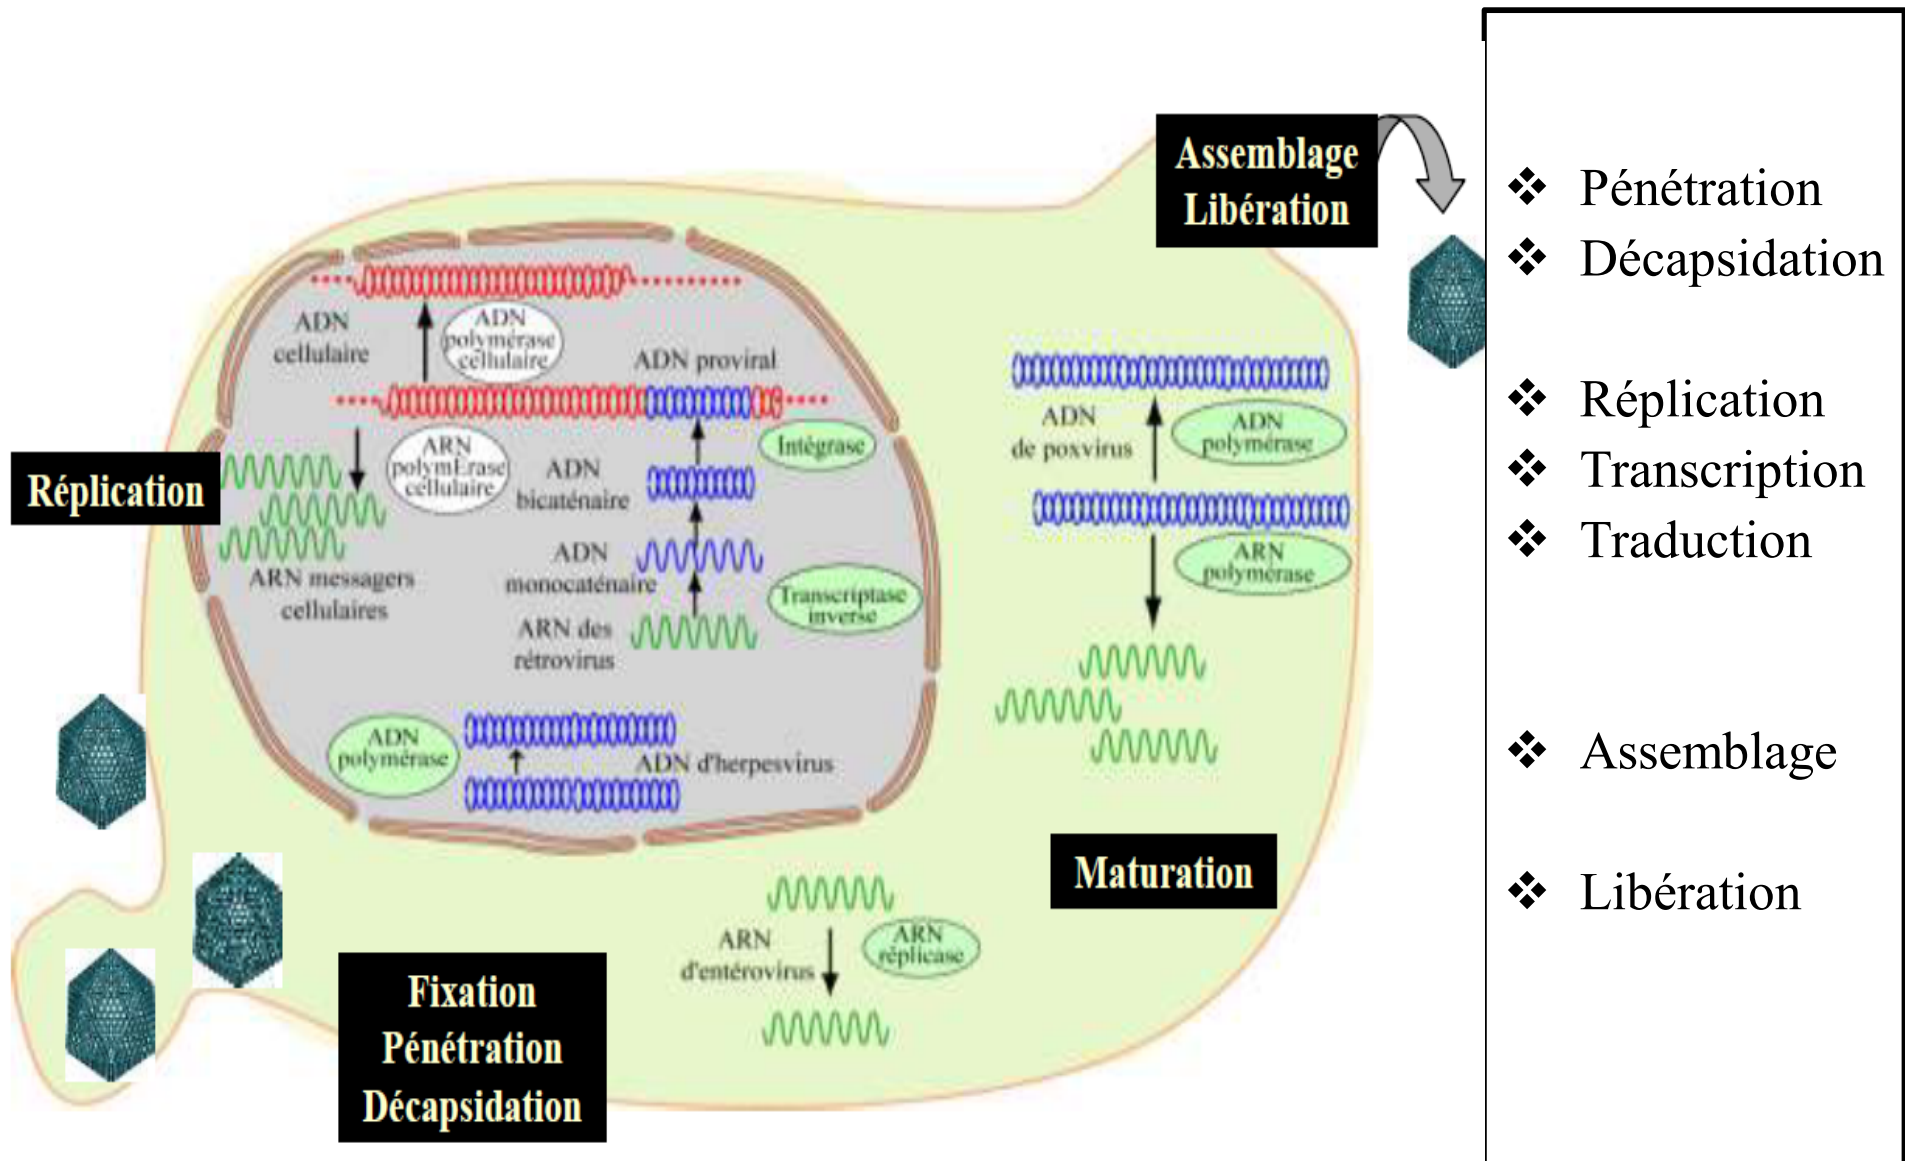 Assemblage
Libération
ADN
cellulaire
ADN
polymérase
cellulaire
ADN proviral
ARN
polymErase
cellulaire
Intégrase
ADN
bicaténaire
Réplication
ADN
monocaténaire
ARN messagers
cellulaires
Transcriptase
inverse
ARN des
rétrovirus
ADN
polymérase
ADN d'herpesvirus
ADN
de poxvirus
ADN
polymérase
ARN
polymérase
Maturation
ARN
d'entérovirus
ARN
réplicase
Fixation
Pénétration
Décapsidation
❖ Pénétration
❖ Décapsidation
❖ Réplication
❖ Transcription
❖ Traduction
❖ Assemblage
❖ Libération